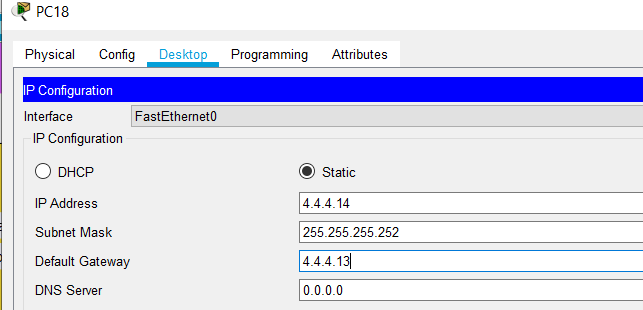 PC18
Physical Config Desktop Programming Attributes
IP Configuration
Interface FastEthernet0
IP Configuration
DHCP Static
IP Address 4.4.4.14
Subnet Mask 255.255.255.252
Default Gateway 4.4.4.13
DNS Server 0.0.0.0